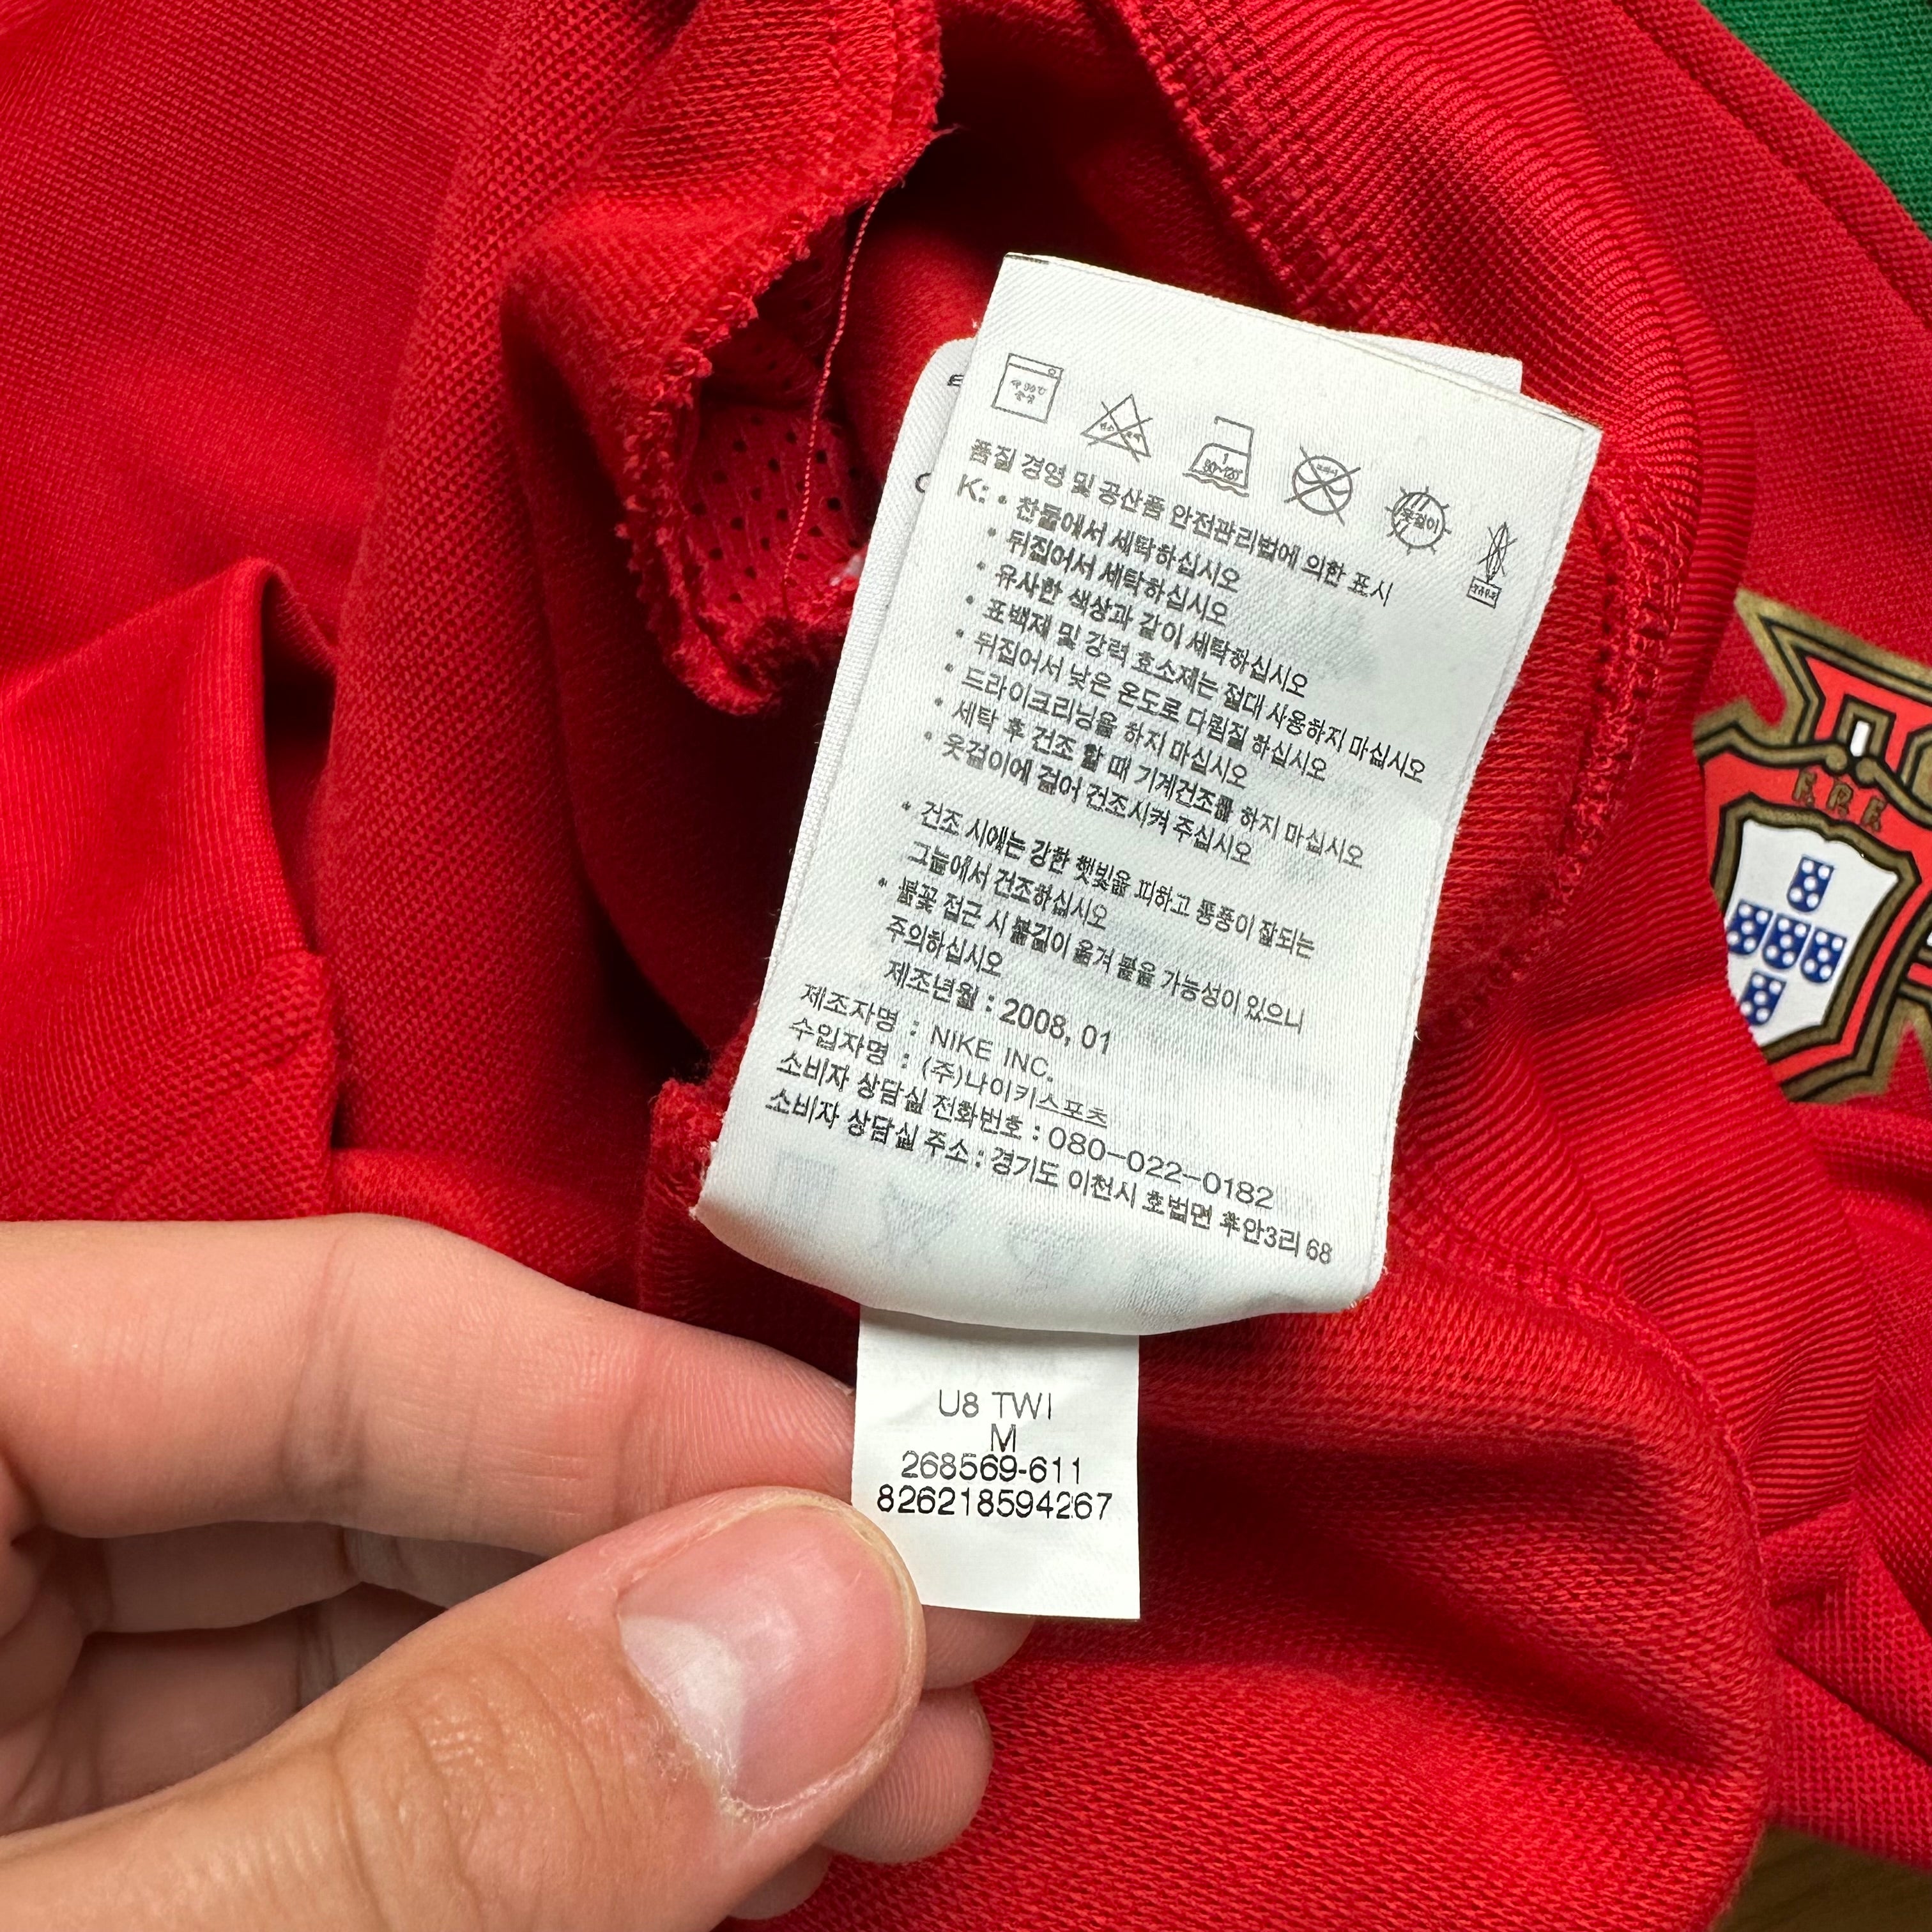 품질 경영 및 공산품 안전관리법에 의한 표시
K: • 찬물에서 세탁하십시오
• 뒤집어서 세탁하십시오
• 유사한 색상과 같이 세탁하십시오
• 표백제 및 강력 효소제는 절대 사용하지 마십시오
• 뒤집어서 낮은 온도로 다림질 하십시오
• 드라이크리닝을 하지 마십시오
• 세탁 후 건조 할 때 기계건조를 하지 마십시오
• 옷걸이에 걸어 건조시켜 주십시오
* 건조 시에는 강한 햇빛을 피하고 통풍이 잘되는
그늘에서 건조하십시오
* 불꽃 접근 시 불길이 옮겨 붙을 가능성이 있으니
주의하십시오
제조년월 : 2008, 01
제조자명 : NIKE INC.
수입자명 : (주)나이키스포츠
소비자 상담실 전화번호 : 080-022-0182
소비자 상담실 주소 : 경기도 이천시 호법면 후안3리 68
U8 TWI
M
268569-611
826218594267
F.P.F.